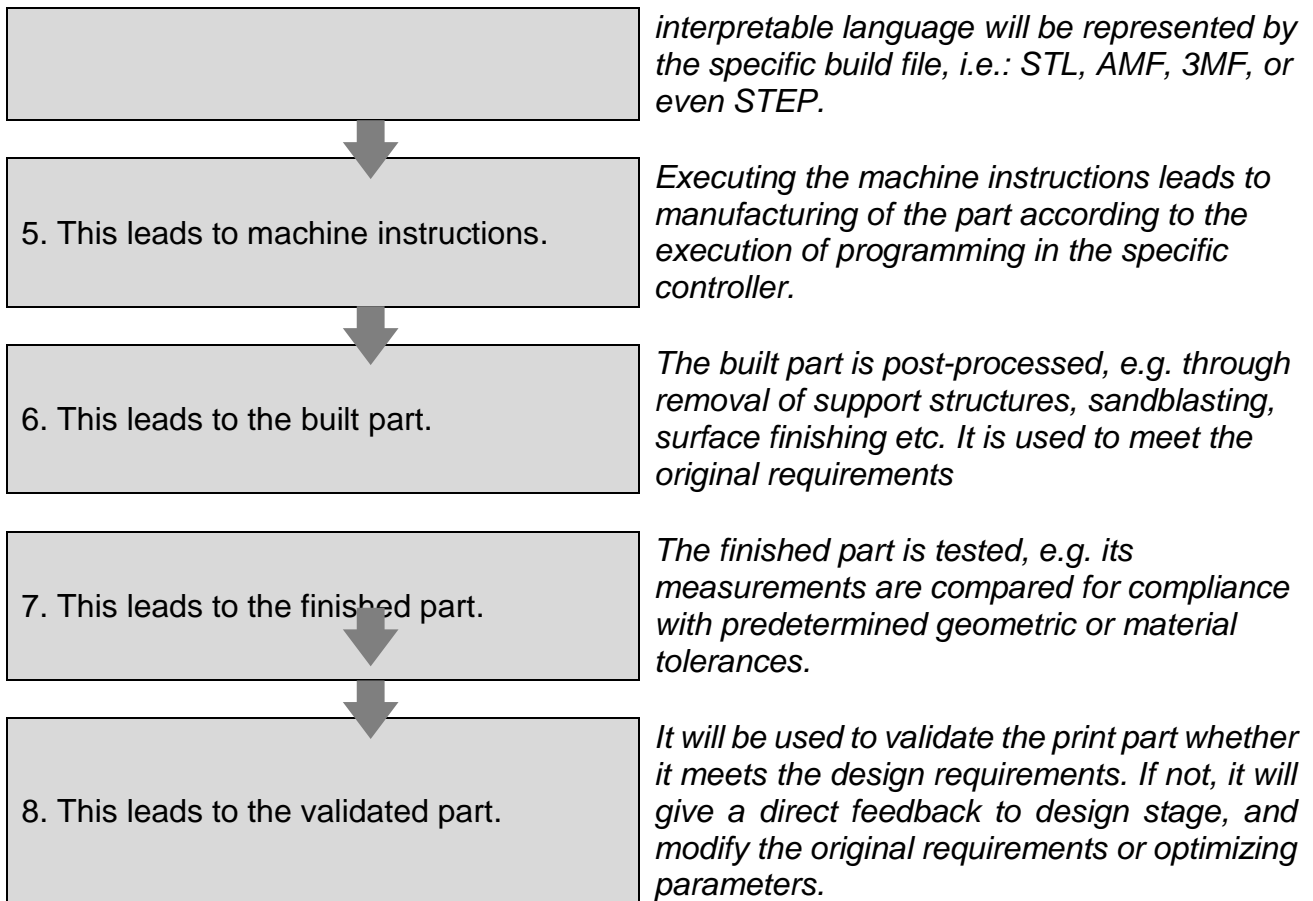 interpretable language will be represented by
the specific build file, i.e.: STL, AMF, 3MF, or
even STEP.
5. This leads to machine instructions.
Executing the machine instructions leads to
manufacturing of the part according to the
execution of programming in the specific
controller.
6. This leads to the built part.
The built part is post-processed, e.g. through
removal of support structures, sandblasting,
surface finishing etc. It is used to meet the
original requirements
7. This leads to the finished part.
The finished part is tested, e.g. its
measurements are compared for compliance
with predetermined geometric or material
tolerances.
8. This leads to the validated part.
It will be used to validate the print part whether
it meets the design requirements. If not, it will
give a direct feedback to design stage, and
modify the original requirements or optimizing
parameters.